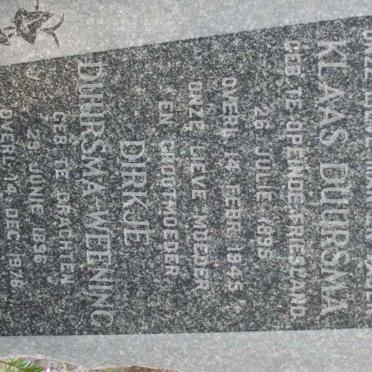 KLAAS DUURSMA
GEB TE OPENDE FRIESLAND
26 JULIE 1895
OVERL 14 FEBR 1945
ONZE LIEVE MOEDER
EN GROOTMOEDER
DIRKJE
DUURSMA-WEENING
GEB TE DRACHTEN
29 JUNIE 1896
OVERL 4 DEC 1978